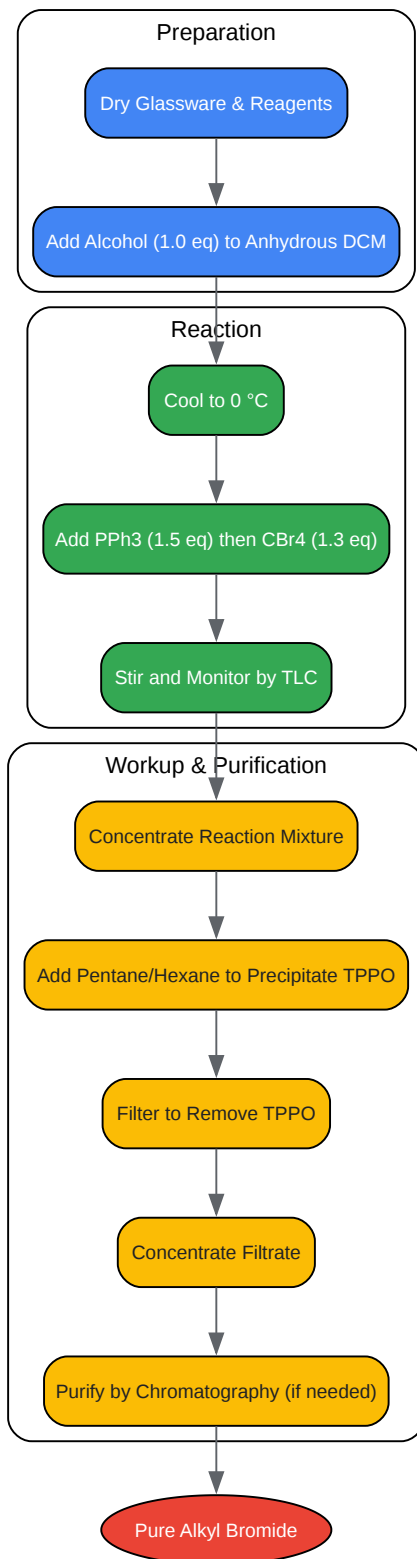 Preparation
Dry Glassware & Reagents
Add Alcohol (1.0 eq) to Anhydrous DCM
Reaction
Cool to 0 °C
Add PPh3 (1.5 eq) then CBr4 (1.3 eq)
Stir and Monitor by TLC
Workup & Purification
Concentrate Reaction Mixture
Add Pentane/Hexane to Precipitate TPPO
Filter to Remove TPPO
Concentrate Filtrate
Purify by Chromatography (if needed)
Pure Alkyl Bromide